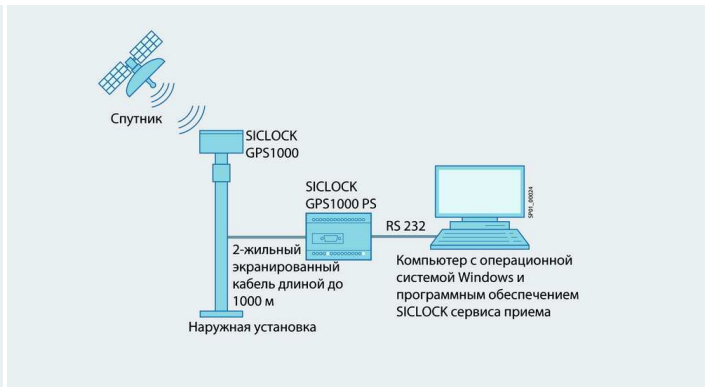 Спутник
SICLOCK
GPS1000
SICLOCK
GPS1000 PS
RS 232
SPU1_00024
2-жильный
экранированный
кабель длиной до
1000 м
Наружная установка
Компьютер с операционной
системой Windows и
программным обеспечением
SICLOCK сервиса приема